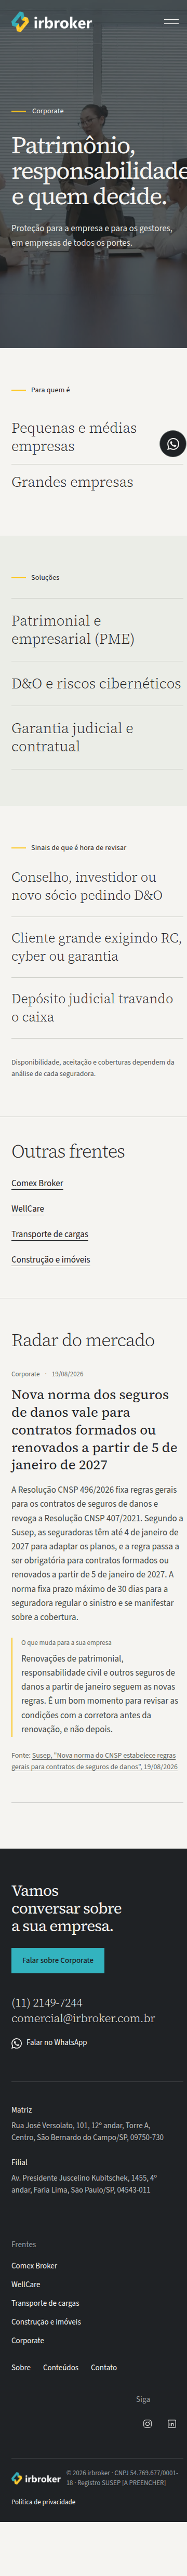 irbroker
Corporate
Patrimônio,
responsabilidade
e quem decide.
Proteção para a empresa e para os gestores,
em empresas de todos os portes.
Para quem é
Pequenas e médias
empresas
Grandes empresas
Soluções
Patrimonial e
empresarial (PME)
D&O e riscos cibernéticos
Garantia judicial e
contratual
Sinais de que é hora de revisar
Conselho, investidor ou
novo sócio pedindo D&O
Cliente grande exigindo RC,
cyber ou garantia
Depósito judicial travando
o caixa
Disponibilidade, aceitação e coberturas dependem da
análise de cada seguradora.
Outras frentes
Comex Broker
WellCare
Transporte de cargas
Construção e imóveis
Radar do mercado
Corporate · 19/08/2026
Nova norma dos seguros
de danos vale para
contratos formados ou
renovados a partir de 5 de
janeiro de 2027
A Resolução CNSP 496/2026 fixa regras gerais
para os contratos de seguros de danos e
revoga a Resolução CNSP 407/2021. Segundo a
Susep, as seguradoras têm até 4 de janeiro de
2027 para adaptar os planos, e a regra passa a
ser obrigatória para contratos formados ou
renovados a partir de 5 de janeiro de 2027. A
norma fixa prazo máximo de 30 dias para a
seguradora regular o sinistro e se manifestar
sobre a cobertura.
O que muda para a sua empresa
Renovações de patrimonial,
responsabilidade civil e outros seguros de
danos a partir de janeiro seguem as novas
regras. É um bom momento para revisar as
condições com a corretora antes da
renovação, e não depois.
Fonte: Susep, "Nova norma do CNSP estabelece regras
gerais para contratos de seguros de danos", 19/08/2026
Vamos
conversar sobre
a sua empresa.
Falar sobre Corporate
(11) 2149-7244
comercial@irbroker.com.br
Falar no WhatsApp
Matriz
Rua José Versolato, 101, 12º andar, Torre A,
Centro, São Bernardo do Campo/SP, 09750-730
Filial
Av. Presidente Juscelino Kubitschek, 1455, 4º
andar, Faria Lima, São Paulo/SP, 04543-011
Frentes
Comex Broker
WellCare
Transporte de cargas
Construção e imóveis
Corporate
Sobre Conteúdos Contato
Siga
irbroker
© 2026 irbroker · CNPJ 54.769.677/0001-
18 · Registro SUSEP [A PREENCHER]
Política de privacidade